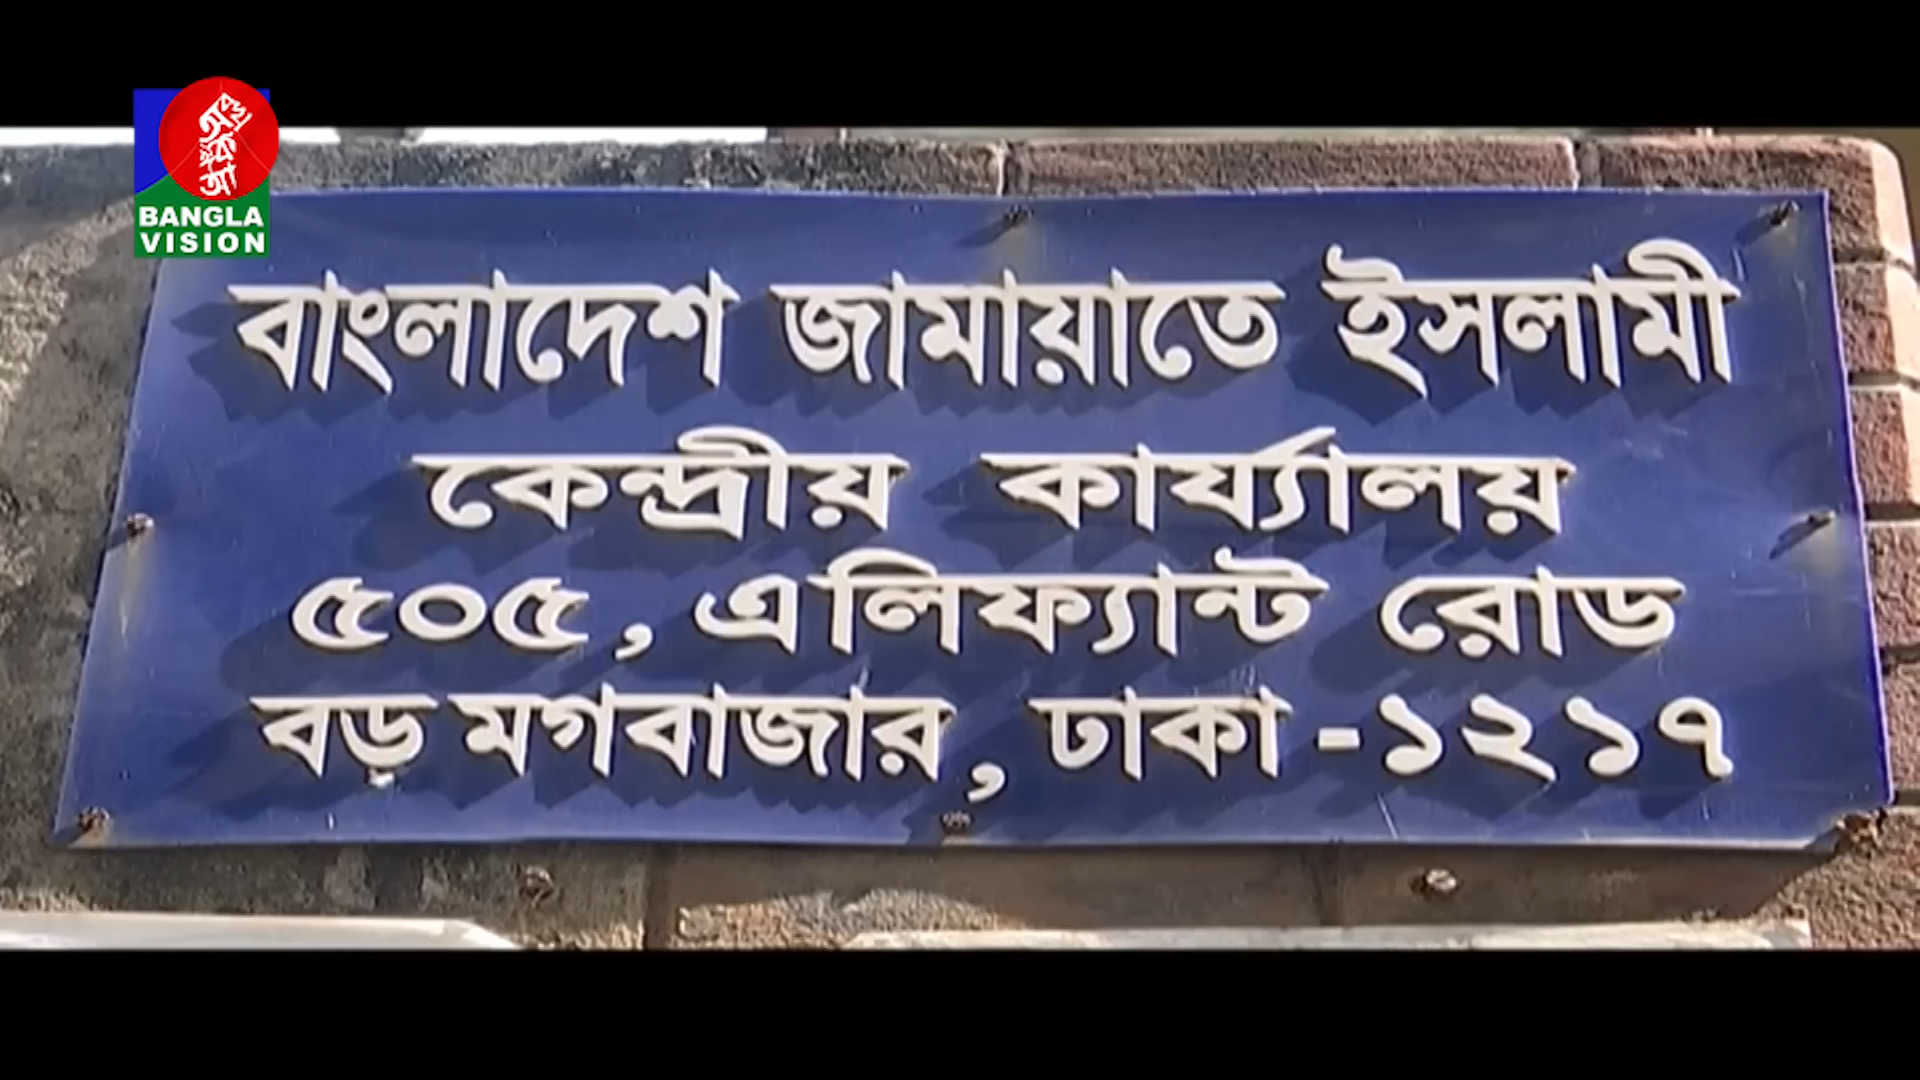 BANGLA
VISION
বাংলাদেশ জামায়াতে ইসলামী
কেন্দ্রীয় কার্য্যালয়
৫০৫, এলিফ্যান্ট রোড
বড় মগবাজার, ঢাকা -১২১৭